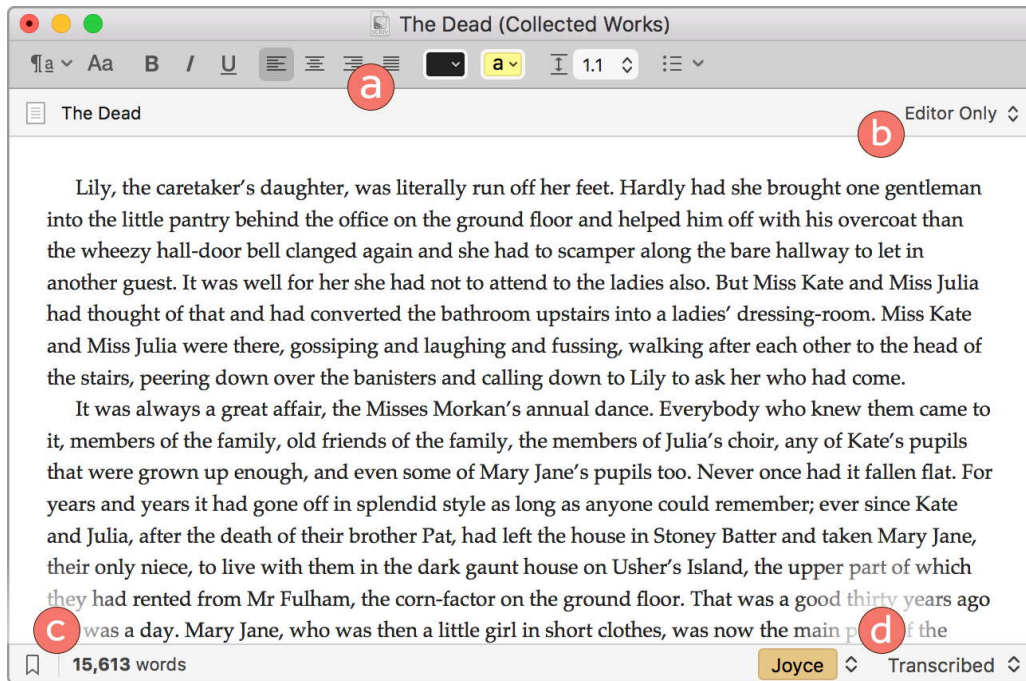 The Dead (Collected Works)
¶a Aa B I U a 1.1
a
The Dead Editor Only
b
Lily, the caretaker’s daughter, was literally run off her feet. Hardly had she brought one gentleman
into the little pantry behind the office on the ground floor and helped him off with his overcoat than
the wheezy hall-door bell clanged again and she had to scamper along the bare hallway to let in
another guest. It was well for her she had not to attend to the ladies also. But Miss Kate and Miss Julia
had thought of that and had converted the bathroom upstairs into a ladies’ dressing-room. Miss Kate
and Miss Julia were there, gossiping and laughing and fussing, walking after each other to the head of
the stairs, peering down over the banisters and calling down to Lily to ask her who had come.
It was always a great affair, the Misses Morkan’s annual dance. Everybody who knew them came to
it, members of the family, old friends of the family, the members of Julia’s choir, any of Kate’s pupils
that were grown up enough, and even some of Mary Jane’s pupils too. Never once had it fallen flat. For
years and years it had gone off in splendid style as long as anyone could remember; ever since Kate
and Julia, after the death of their brother Pat, had left the house in Stoney Batter and taken Mary Jane,
their only niece, to live with them in the dark gaunt house on Usher’s Island, the upper part of which
they had rented from Mr Fulham, the corn-factor on the ground floor. That was a good thirty years ago
c was a day. Mary Jane, who was then a little girl in short clothes, was now the main d the
15,613 words Joyce Transcribed